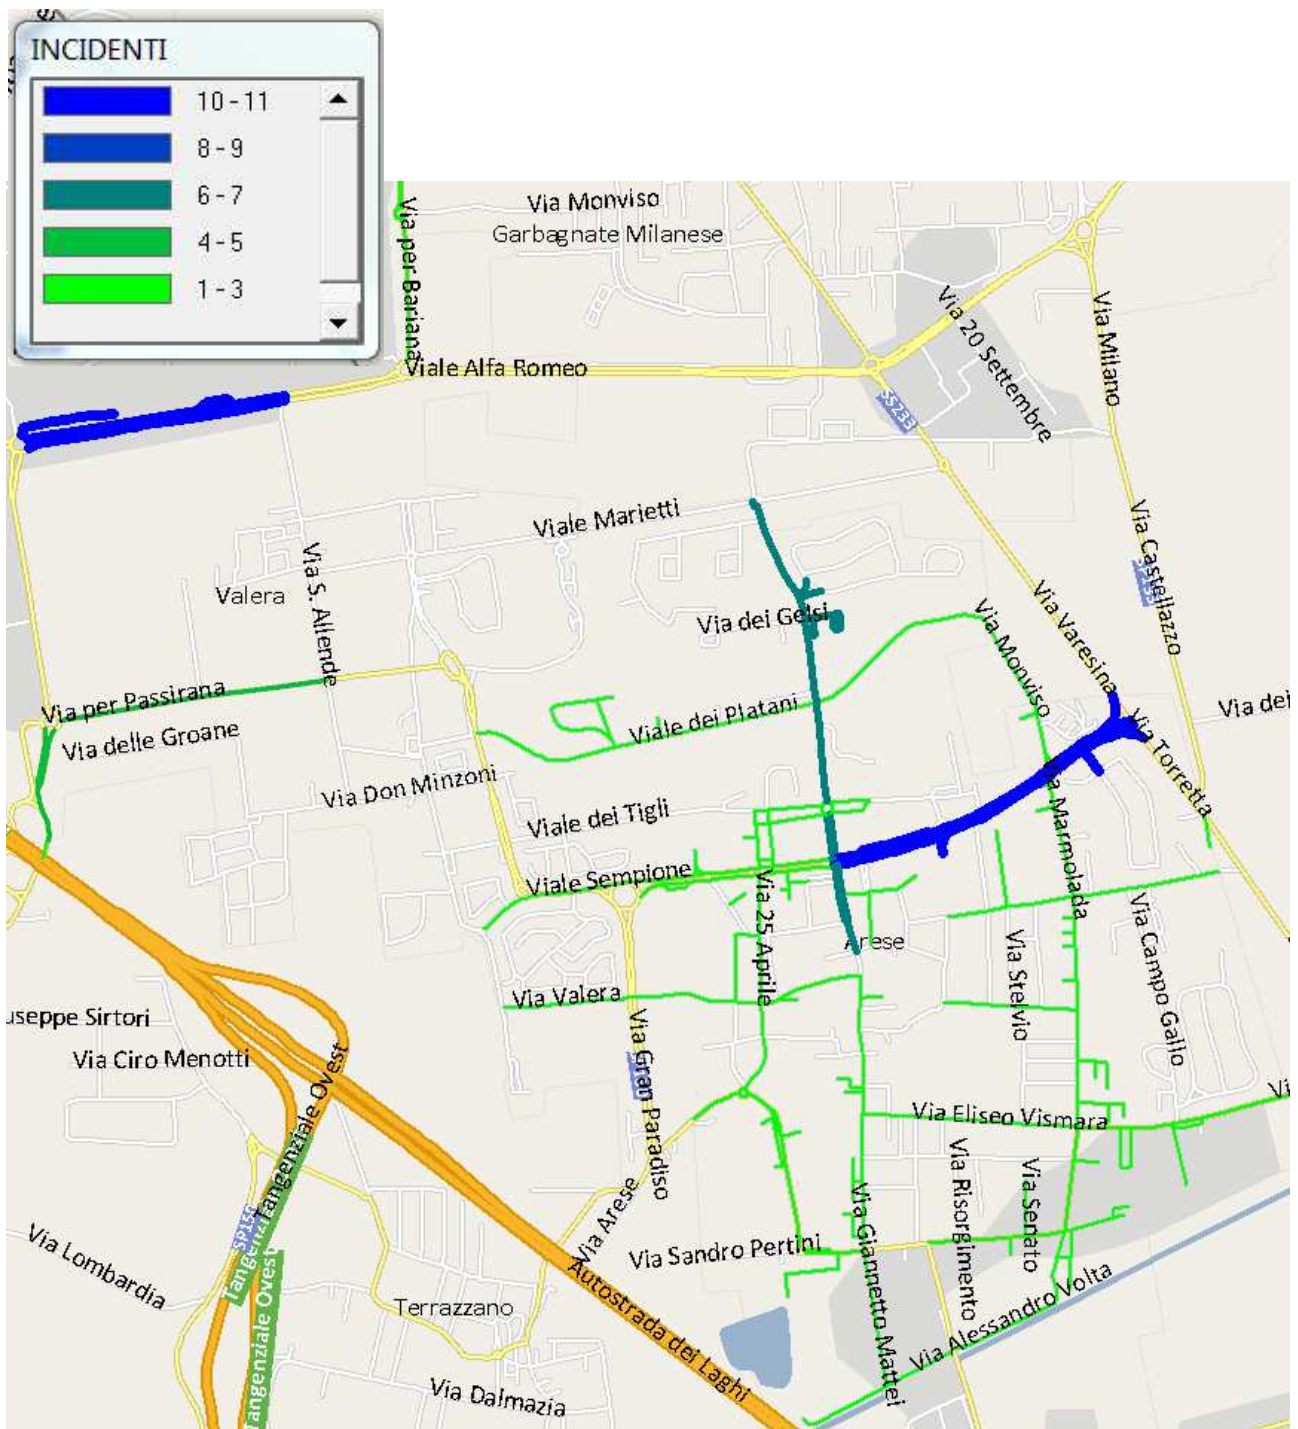 INCIDENTI
10 - 11
8 - 9
6 - 7
4 - 5
1 - 3
Via Monviso
Garbagnate Milanese
Via per Bariana
Via 20 Settembre
Via Milano
Viale Alfa Romeo
SS233
Viale Marietti
Via Castellazzo
Via S. Allende
Valera
Via dei Gelsi
Via Monviso
Via Varesina
Via per Passirana
Via delle Groane
Viale dei Platani
Via dei
Via Torretta
Via Don Minzoni
Viale dei Tigli
Via Marmolada
Viale Sempione
Via 25 Aprile
Arese
Via Stelvio
Via Campo Gallo
Via Valera
useppe Sirtori
Via Ciro Menotti
Via Gran Paradiso
Tangenziale Ovest
Via Eliseo Vismara
Via Risorgimento
Via Senato
Via Arese
Via Giannetto Mattei
Via Sandro Pertini
Via Lombardia
Tangenziale Ovest
Terrazzano
Autostrada dei Laghi
Via Alessandro Volta
Via Dalmazia